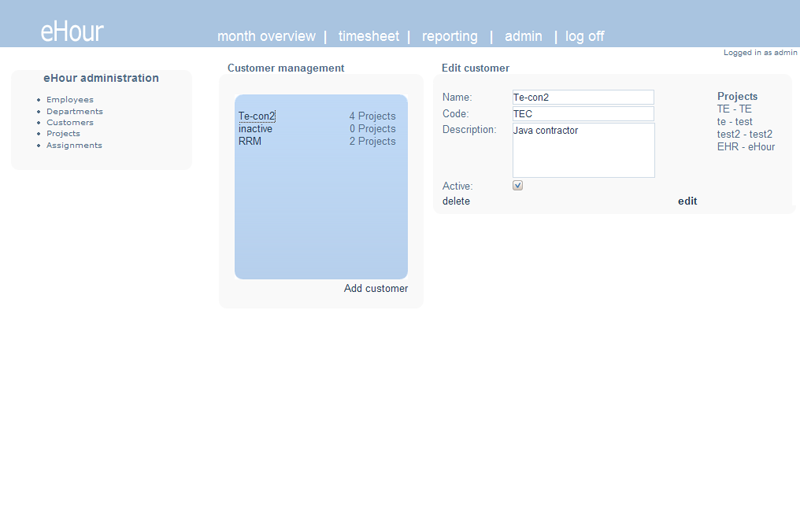 eHour
month overview | timesheet | reporting | admin | log off
Logged in as admin
eHour administration
Employees
Departments
Customers
Projects
Assignments
Customer management
Te-con2 4 Projects
inactive 0 Projects
RRM 2 Projects
Add customer
Edit customer
Name: Te-con2
Code: TEC
Description: Java contractor
Active:
delete edit
Projects
TE - TE
te - test
test2 - test2
EHR - eHour